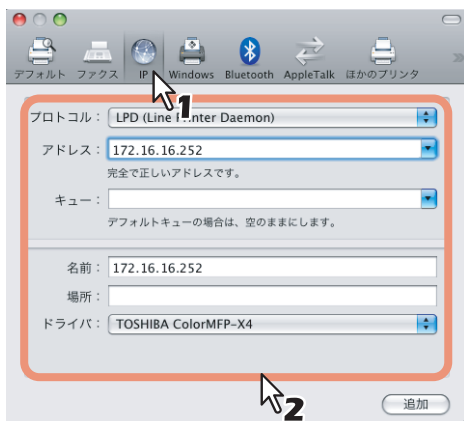 デフォルト ファクス IP Windows Bluetooth AppleTalk ほかのプリンタ
1
プロトコル： LPD (Line Printer Daemon)
アドレス： 172.16.16.252
完全で正しいアドレスです。
キュー：
デフォルトキューの場合は、空のままにします。
名前： 172.16.16.252
場所：
ドライバ： TOSHIBA ColorMFP-X4
2
追加